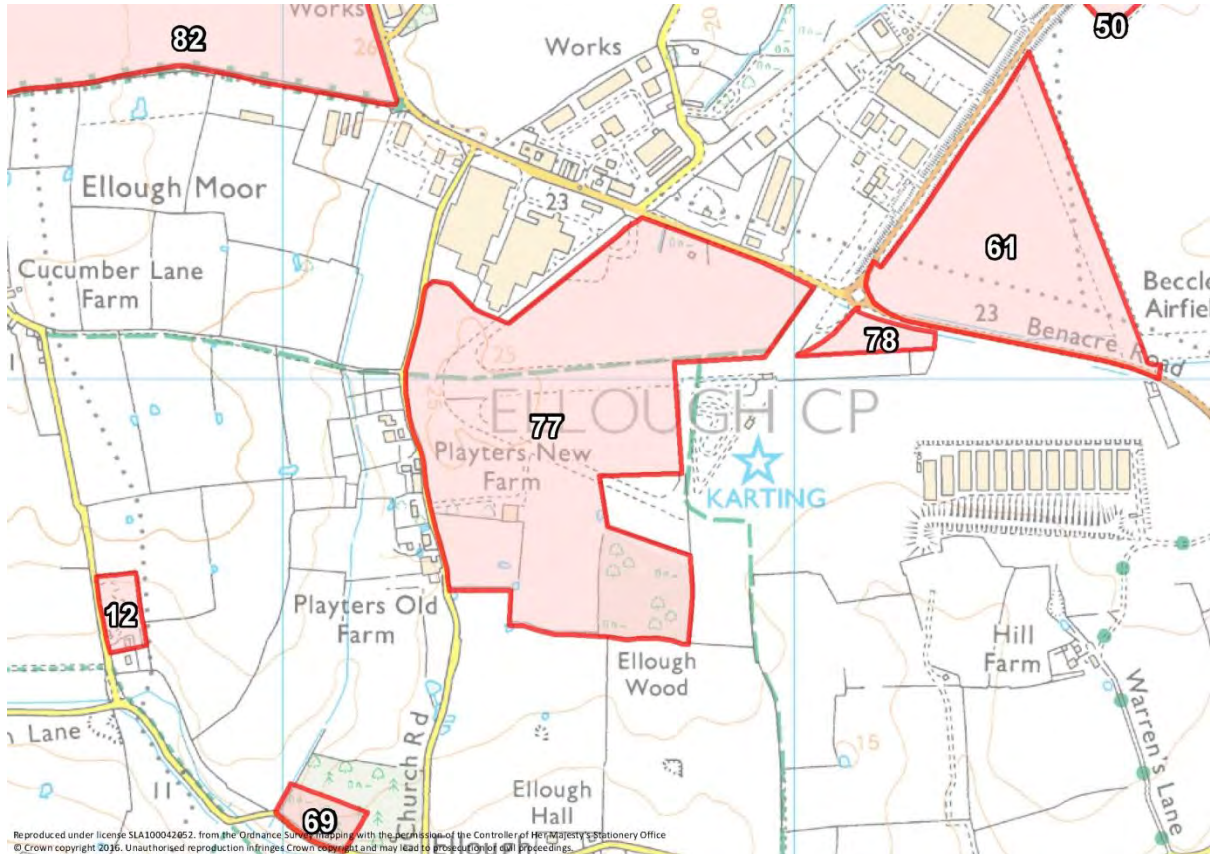 Works
82
26
Works
20
50
Ellough Moor
23
61
Cucumber Lane
Farm
Beccle
Airfiel
23
Benacre Road
78
25
25
ELLOUGH CP
77
Playters New
Farm
KARTING
12
Playters Old
Farm
Hill
Farm
Ellough
Wood
Warren's Lane
n Lane
Church Rd
15
11
Ellough
Hall
69
Ellough
Reproduced under license SLA100042052. from the Ordnance Survey mapping with the permission of the Controller of Her Majesty's Stationery Office
© Crown copyright 2016. Unauthorised reproduction infringes Crown copyright and may lead to prosecution of civil proceedings.